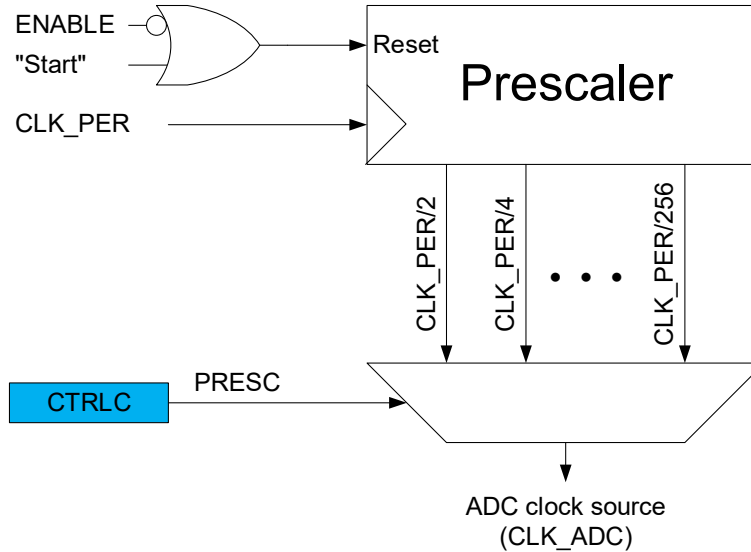 ENABLE
"Start"
Reset
Prescaler
CLK_PER
CLK_PER/2
CLK_PER/4
CLK_PER/256
CTRLC
PRESC
ADC clock source
(CLK_ADC)